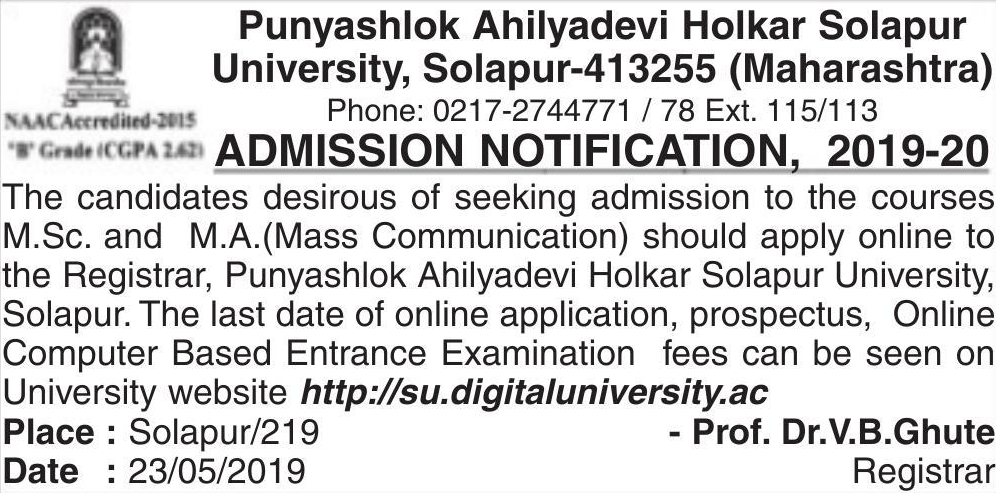 Punyashlok Ahilyadevi Holkar Solapur
University, Solapur-413255 (Maharashtra)
Phone: 0217-2744771 / 78 Ext. 115/113
NAAC Accredited-2015
"B" Grade (CGPA 2.62)
ADMISSION NOTIFICATION, 2019-20
The candidates desirous of seeking admission to the courses
M.Sc. and M.A.(Mass Communication) should apply online to
the Registrar, Punyashlok Ahilyadevi Holkar Solapur University,
Solapur. The last date of online application, prospectus, Online
Computer Based Entrance Examination fees can be seen on
University website http://su.digitaluniversity.ac
Place : Solapur/219
- Prof. Dr.V.B.Ghute
Date : 23/05/2019
Registrar